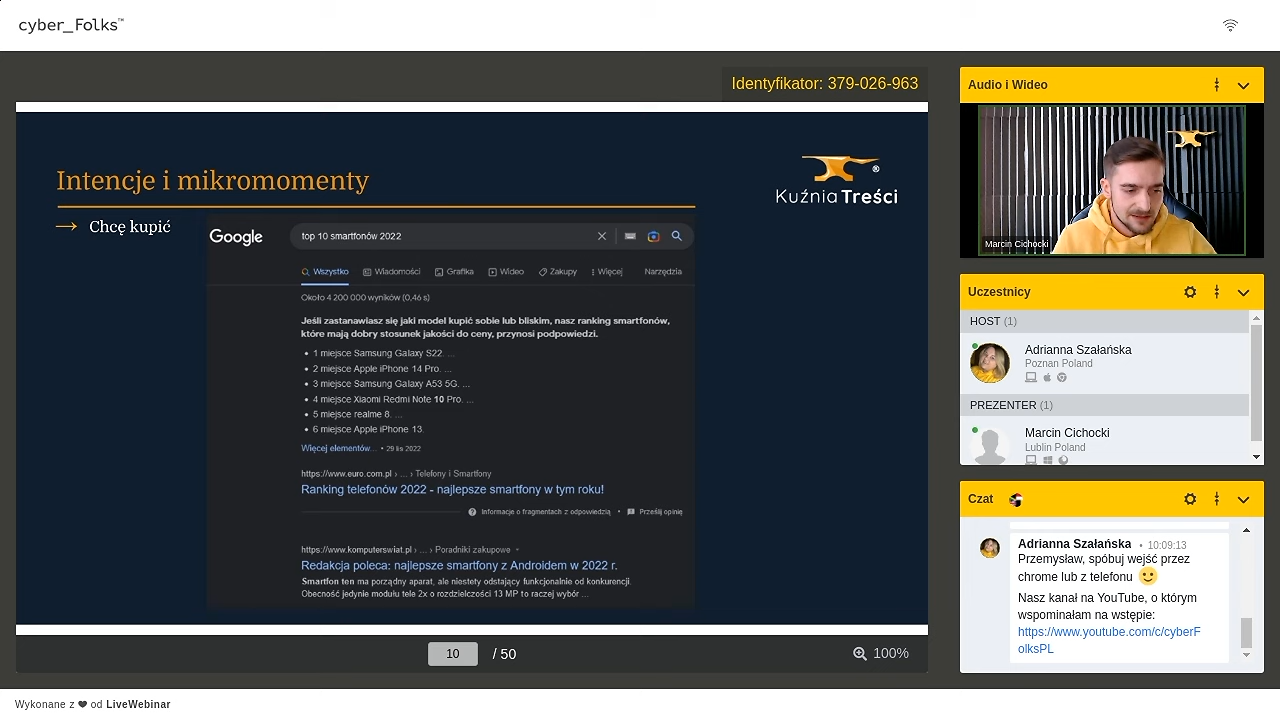 cyber_Folks™
Identyfikator: 379-026-963
Intencje i mikromomenty
→ Chcę kupić
Kuźnia Treści ®
Google
top 10 smartfonów 2022
Wszystko Wiadomości Grafika Wideo Zakupy Więcej Narzędzia
Około 4 200 000 wyników (0,46 s)
Jeśli zastanawiasz się jaki model kupić sobie lub bliskim, nasz ranking smartfonów,
które mają dobry stosunek jakości do ceny, przynosi podpowiedzi.
• 1 miejsce Samsung Galaxy S22. ...
• 2 miejsce Apple iPhone 14 Pro. ...
• 3 miejsce Samsung Galaxy A53 5G. ...
• 4 miejsce Xiaomi Redmi Note 10 Pro. ...
• 5 miejsce realme 8. ...
• 6 miejsce Apple iPhone 13.
Więcej elementów... • 29 lis 2022
https://www.euro.com.pl › ... › Telefony i Smartfony
Ranking telefonów 2022 - najlepsze smartfony w tym roku!
Informacje o fragmentach z odpowiedzią • Prześlij opinię
https://www.komputerswiat.pl › ... › Poradniki zakupowe
Redakcja poleca: najlepsze smartfony z Androidem w 2022 r.
Smartfon ten ma porządny aparat, ale niestety odstający funkcjonalnie od konkurencji.
Obecność jedynie modułu tele 2x o rozdzielczości 13 MP to raczej wybór ...
10 / 50
100%
Audio i Wideo
Marcin Cichocki
Uczestnicy
HOST (1)
Adrianna Szałańska
Poznan Poland
PREZENTER (1)
Marcin Cichocki
Lublin Poland
Czat
Adrianna Szałańska • 10:09:13
Przemysław, spóbuj wejść przez
chrome lub z telefonu
Nasz kanał na YouTube, o którym
wspominałam na wstępie:
https://www.youtube.com/c/cyberF
olksPL
Wykonane z ❤ od LiveWebinar